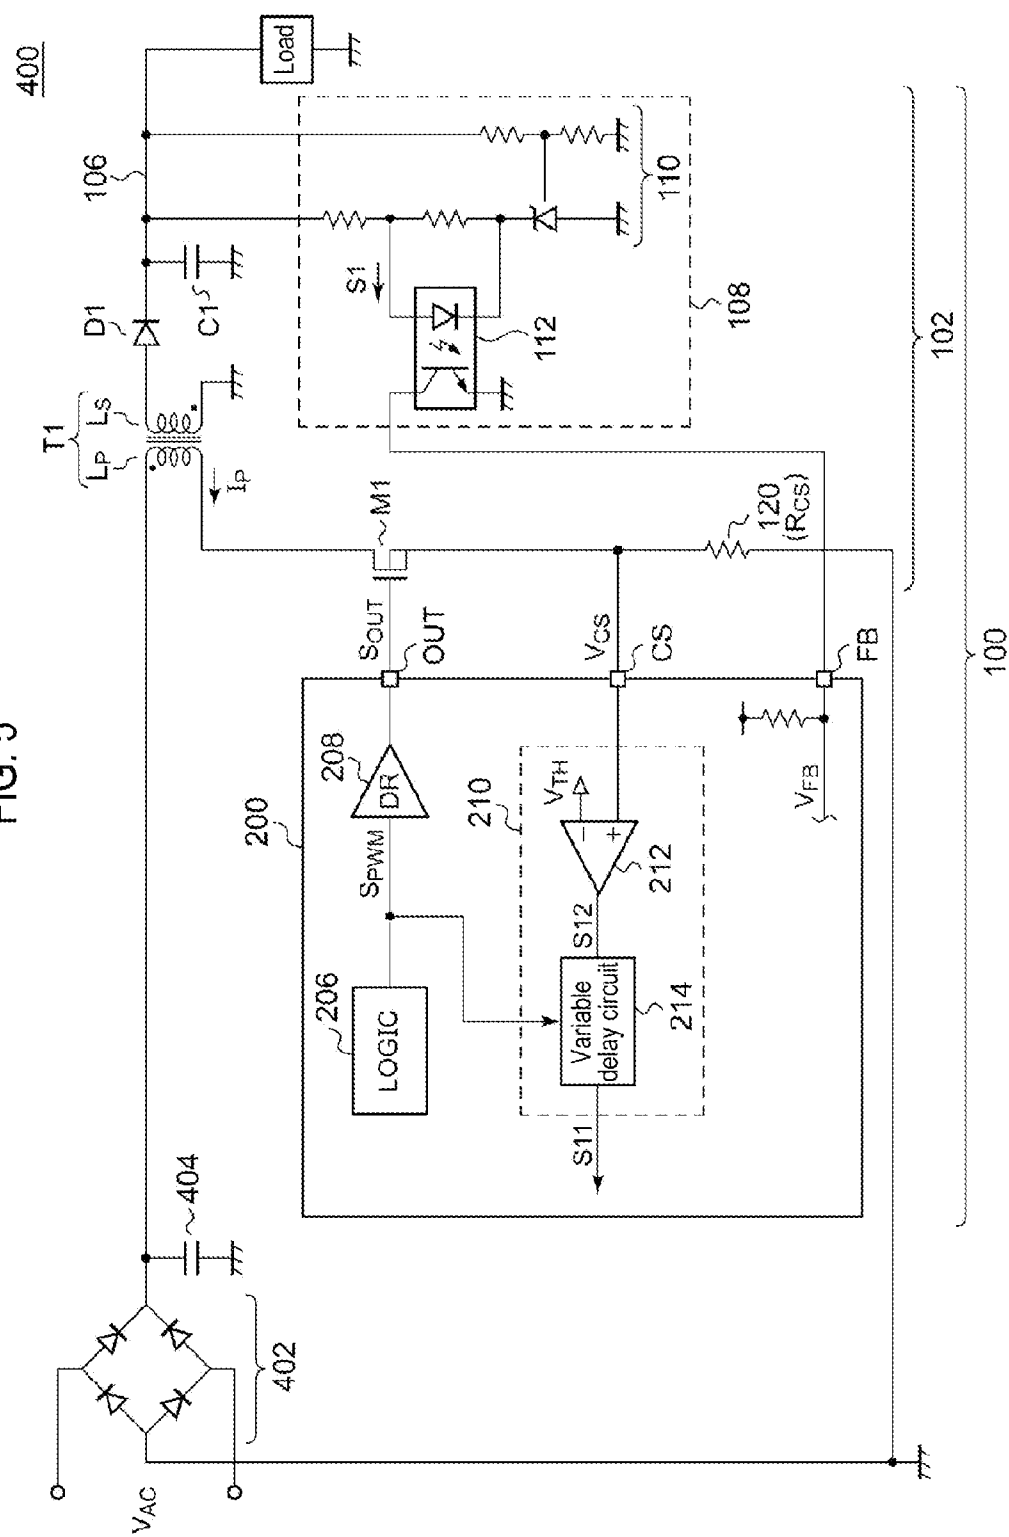 FIG. 5
400
VAC
402
404
T1
LP
LS
IP
D1
C1
106
Load
200
206
LOGIC
SPWM
208
DR
SOUT
OUT
M1
S1
112
108
110
210
S11
Variable
delay circuit
214
S12
212
−
+
VTH
VCS
CS
120
(RCS)
VFB
FB
102
100